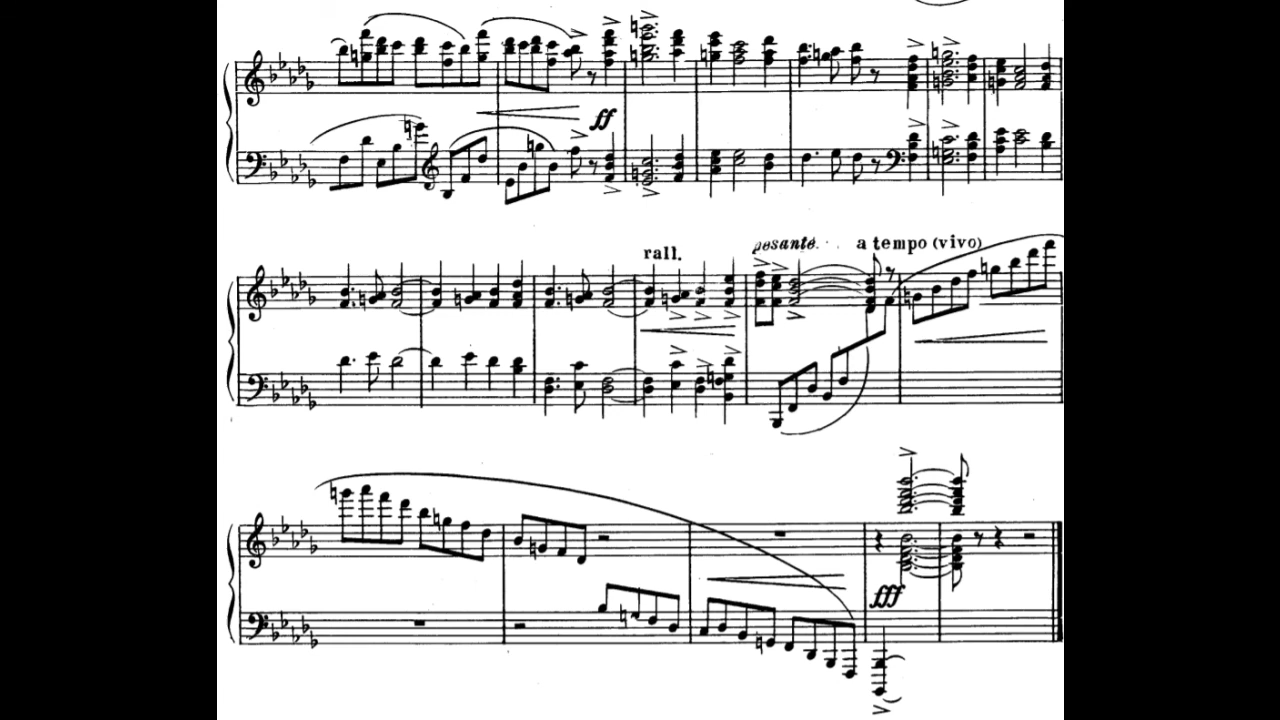 ff
rall.
pesante.
a tempo (vivo)
fff